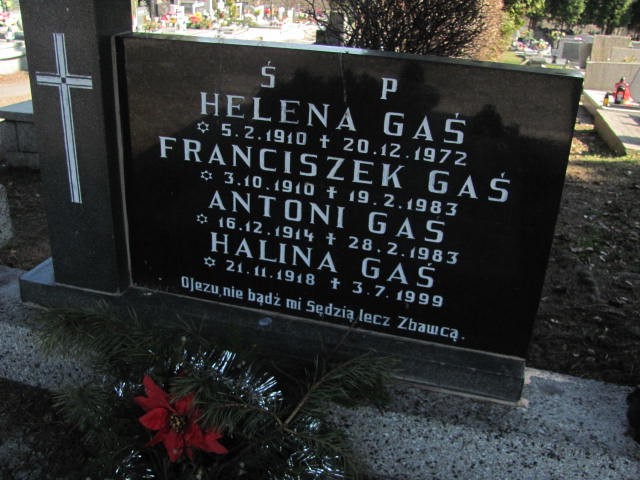 Ś P
HELENA GAŚ
✡ 5.2.1910 ✝ 20.12.1972
FRANCISZEK GAŚ
✡ 3.10.1910 ✝ 19.2.1983
ANTONI GAŚ
✡ 16.12.1914 ✝ 28.2.1983
HALINA GAŚ
✡ 21.11.1918 ✝ 3.7.1999
OJezu, nie bądź mi Sędzią lecz Zbawcą.